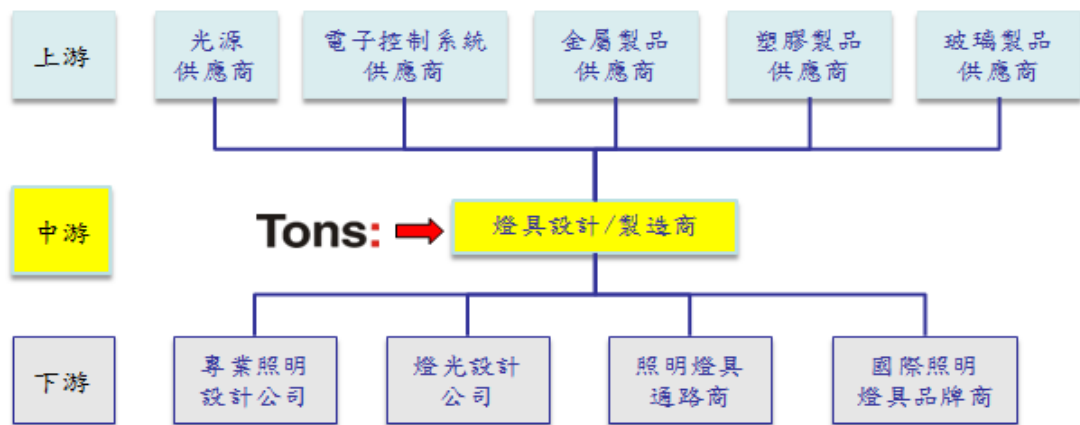 上游
光源
供應商
電子控制系統
供應商
金屬製品
供應商
塑膠製品
供應商
玻璃製品
供應商
中游
Tons:
燈具設計/製造商
下游
專業照明
設計公司
燈光設計
公司
照明燈具
通路商
國際照明
燈具品牌商